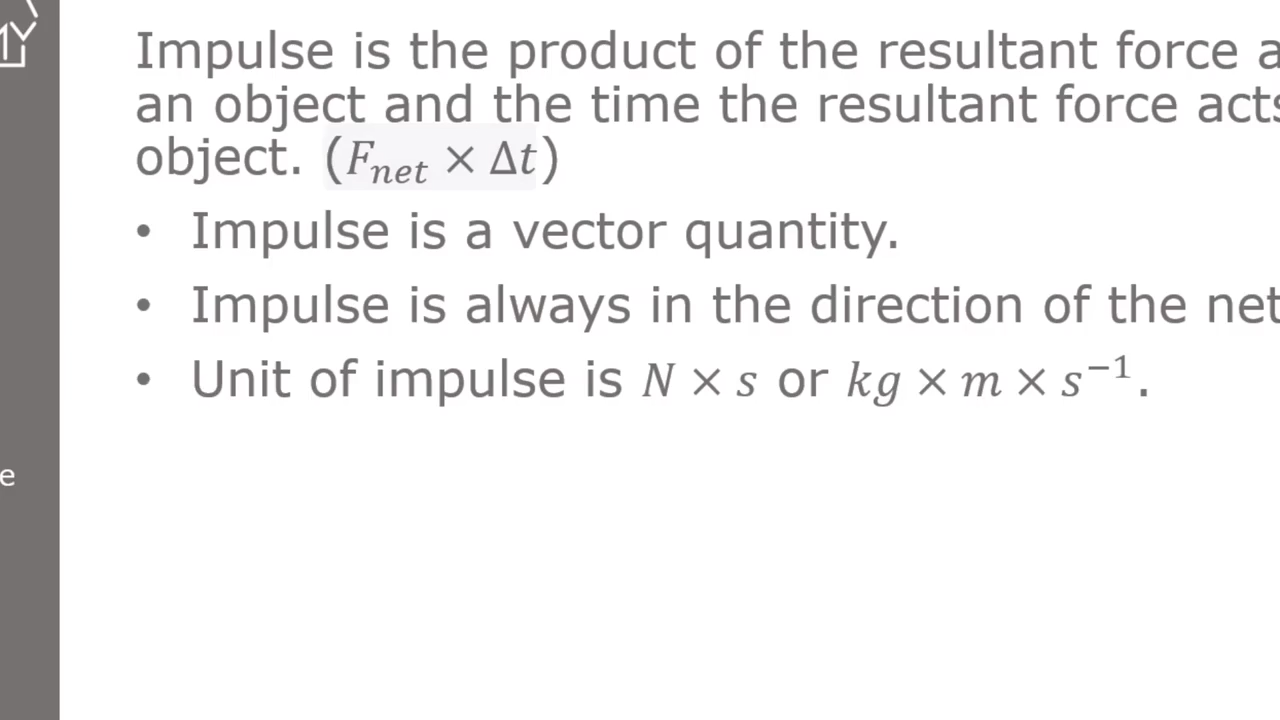 MY
Impulse is the product of the resultant force a
an object and the time the resultant force acts
object. (F_net × Δt)
• Impulse is a vector quantity.
• Impulse is always in the direction of the net
• Unit of impulse is N × s or kg × m × s⁻¹.
e